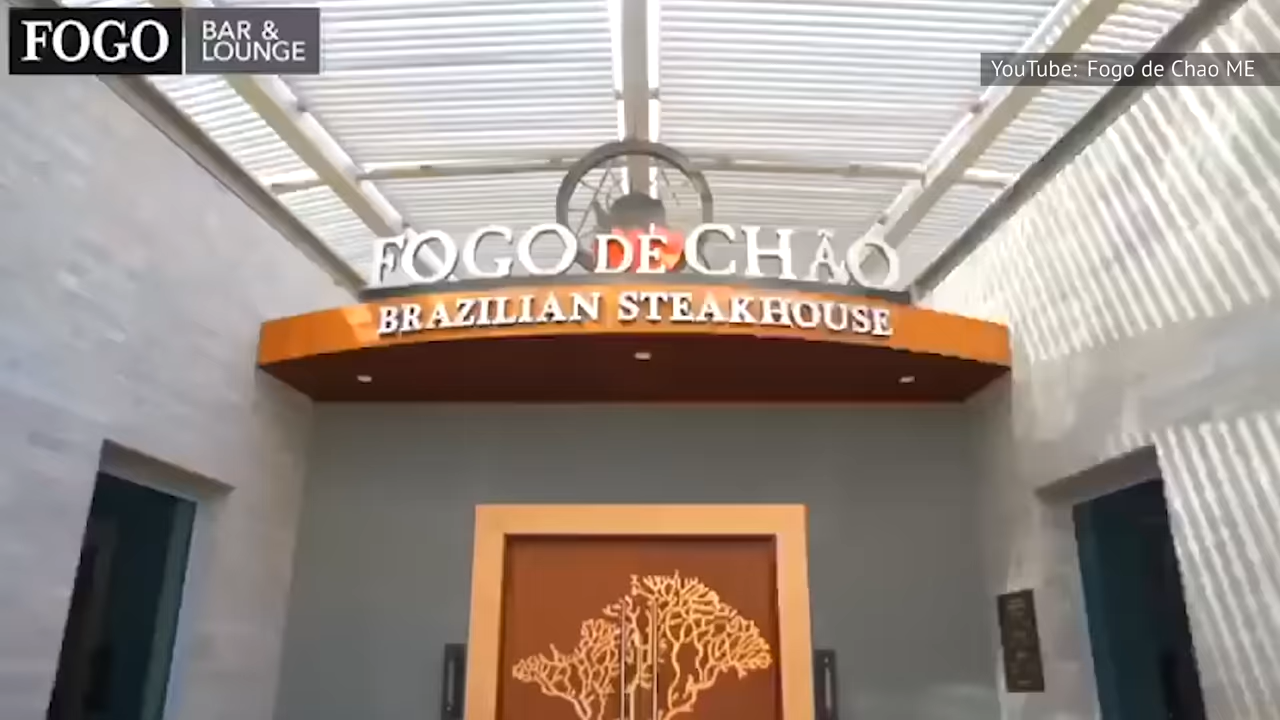 FOGO
BAR &
LOUNGE
YouTube: Fogo de Chao ME
FOGO DE CHÃO
BRAZILIAN STEAKHOUSE